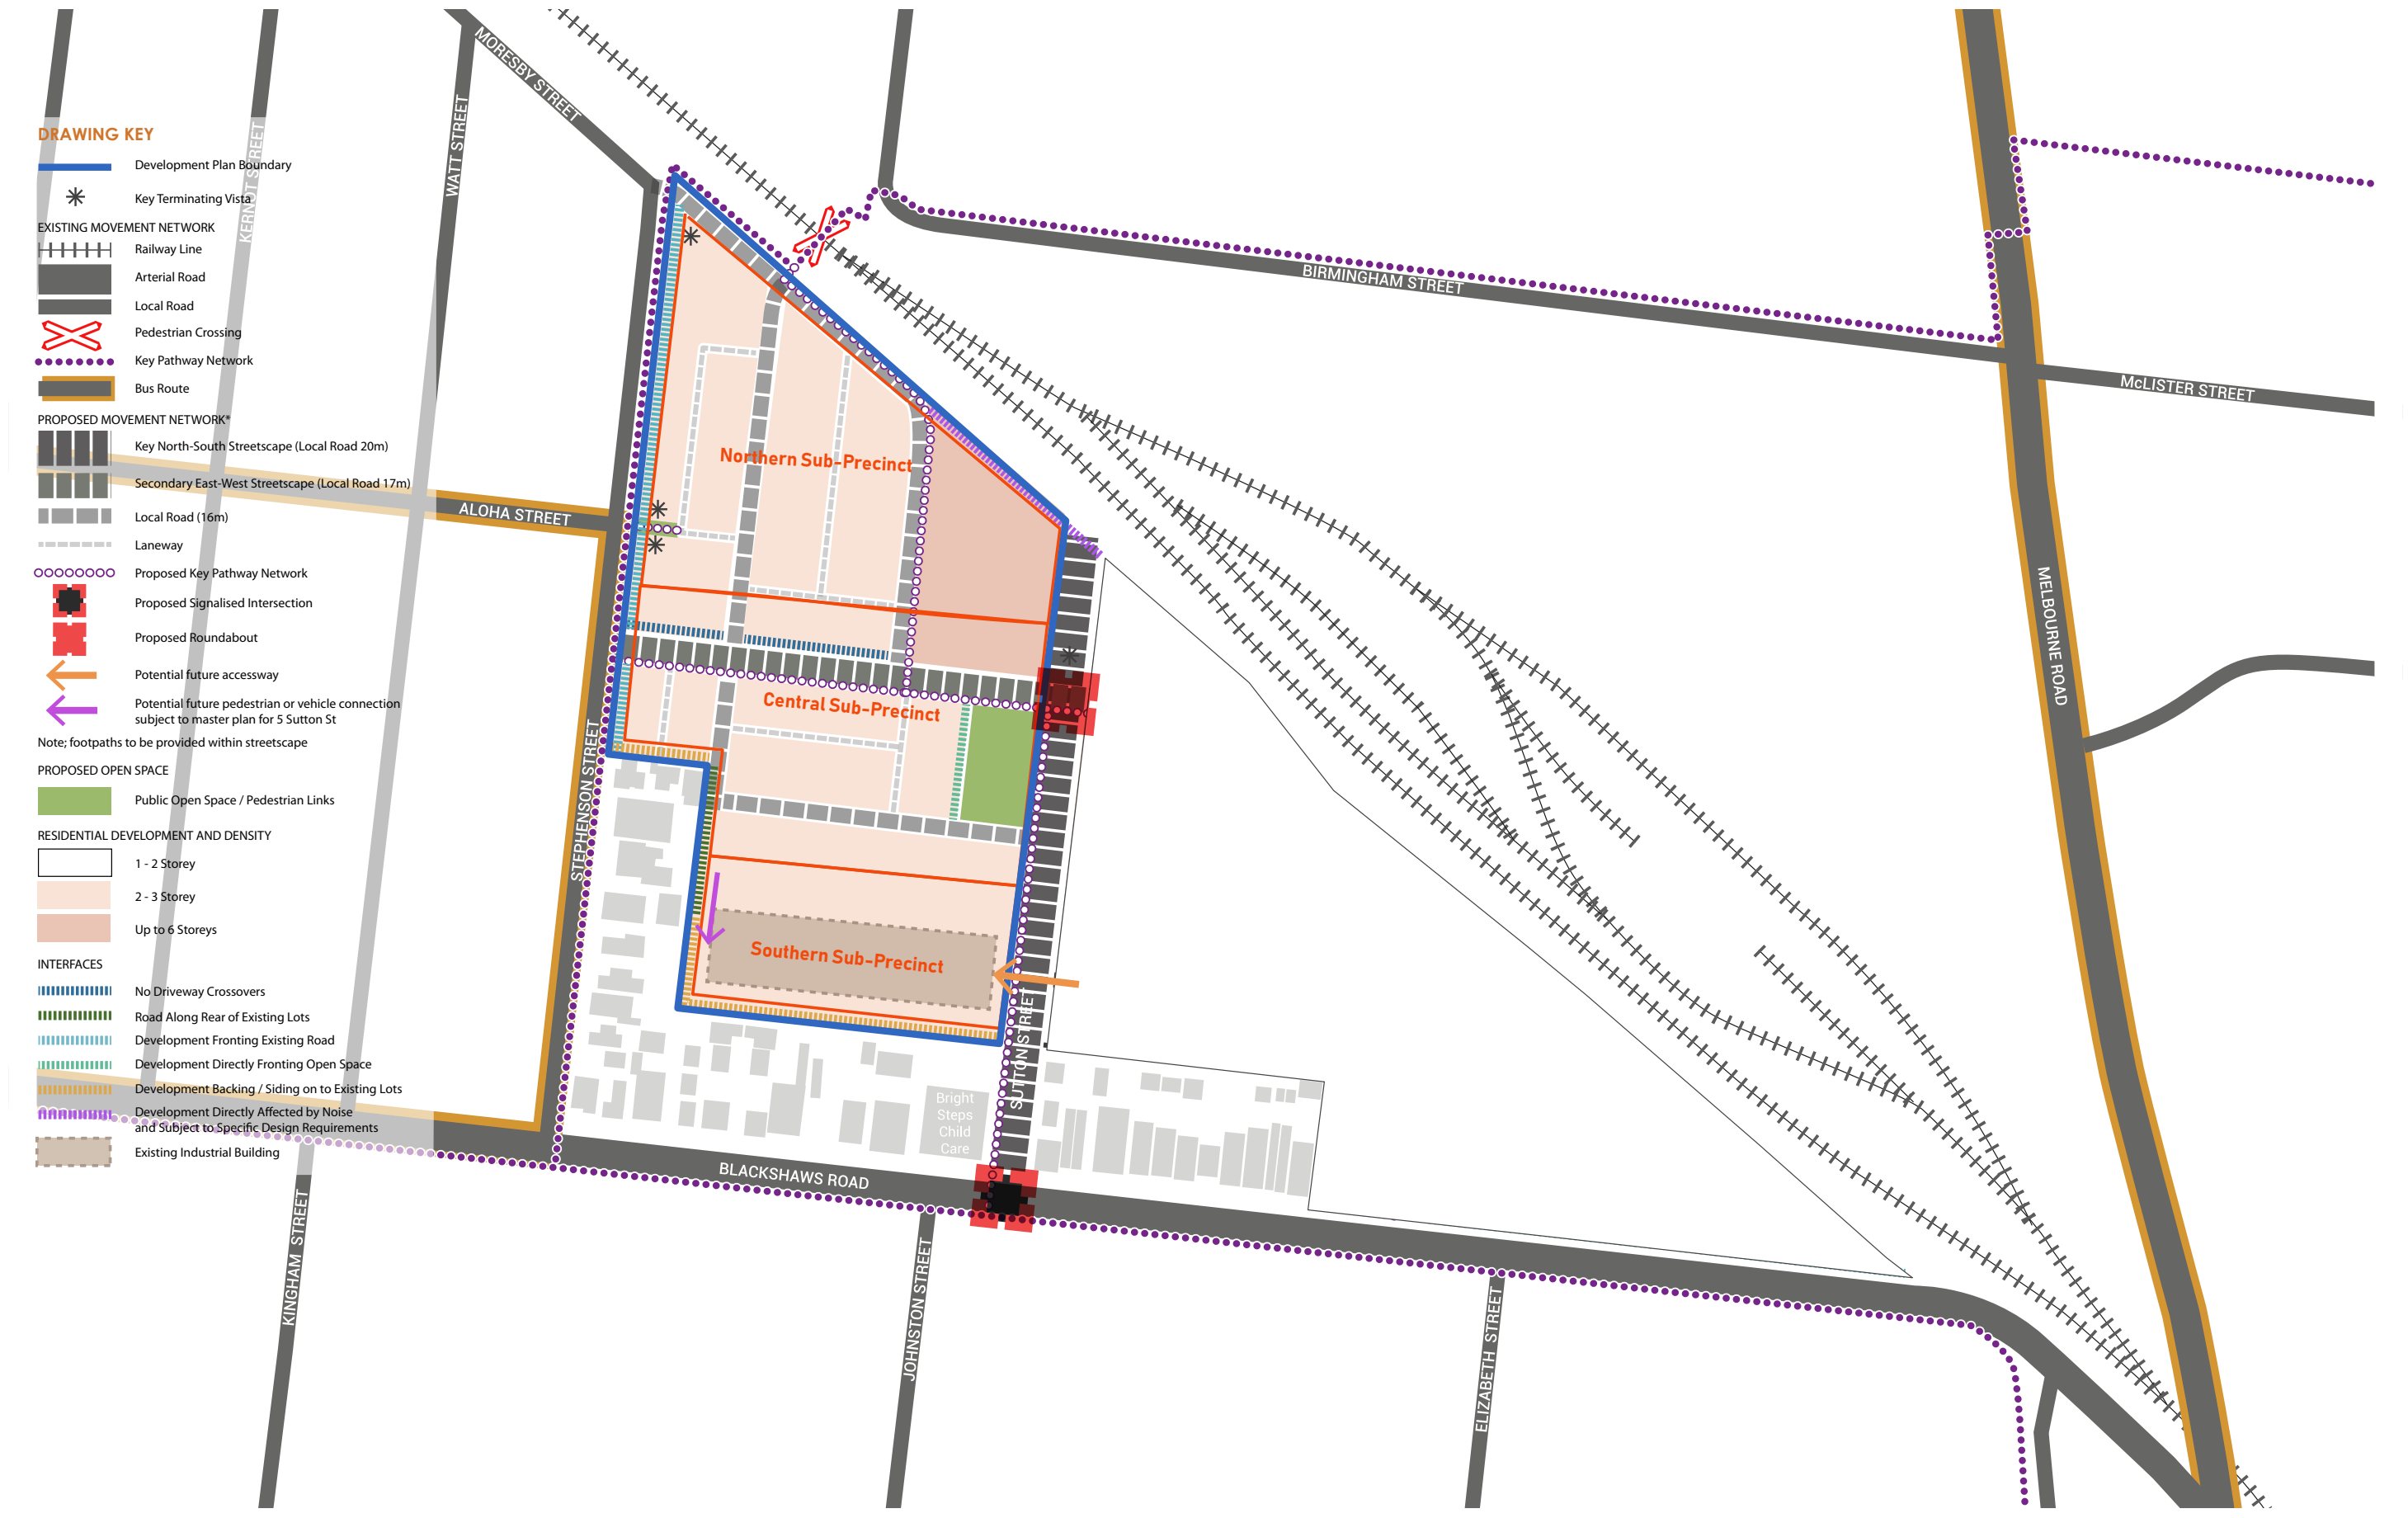 DRAWING KEY
Development Plan Boundary
Key Terminating Vista
EXISTING MOVEMENT NETWORK
Railway Line
Arterial Road
Local Road
Pedestrian Crossing
Key Pathway Network
Bus Route
PROPOSED MOVEMENT NETWORK*
Key North-South Streetscape (Local Road 20m)
Secondary East-West Streetscape (Local Road 17m)
Local Road (16m)
Laneway
Proposed Key Pathway Network
Proposed Signalised Intersection
Proposed Roundabout
Potential future accessway
Potential future pedestrian or vehicle connection
subject to master plan for 5 Sutton St
Note; footpaths to be provided within streetscape
PROPOSED OPEN SPACE
Public Open Space / Pedestrian Links
RESIDENTIAL DEVELOPMENT AND DENSITY
1 - 2 Storey
2 - 3 Storey
Up to 6 Storeys
INTERFACES
No Driveway Crossovers
Road Along Rear of Existing Lots
Development Fronting Existing Road
Development Directly Fronting Open Space
Development Backing / Siding on to Existing Lots
Development Directly Affected by Noise
and Subject to Specific Design Requirements
Existing Industrial Building
KERNOT STREET
WATT STREET
MORESBY STREET
BIRMINGHAM STREET
McLISTER STREET
MELBOURNE ROAD
ALOHA STREET
STEPHENSON STREET
Northern Sub-Precinct
Central Sub-Precinct
Southern Sub-Precinct
SUTTON STREET
Bright
Steps
Child
Care
BLACKSHAWS ROAD
KINGHAM STREET
JOHNSTON STREET
ELIZABETH STREET